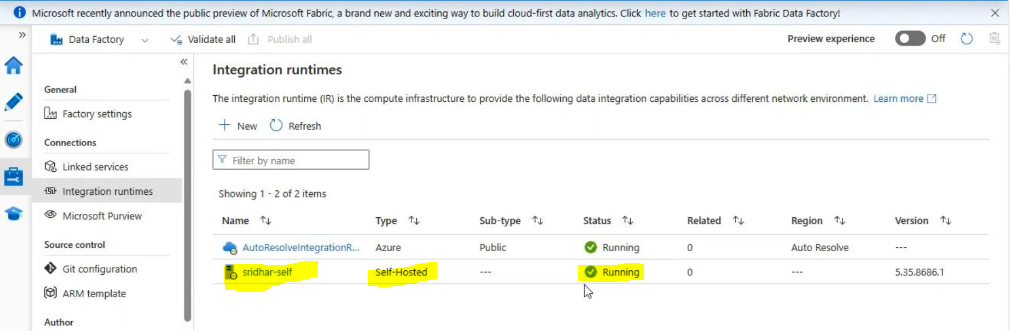 Microsoft recently announced the public preview of Microsoft Fabric, a brand new and exciting way to build cloud-first data analytics. Click here to get started with Fabric Data Factory!
Data Factory
Validate all
Publish all
Preview experience
Off
General
Factory settings
Connections
Linked services
Integration runtimes
Microsoft Purview
Source control
Git configuration
ARM template
Author
Integration runtimes
The integration runtime (IR) is the compute infrastructure to provide the following data integration capabilities across different network environment. Learn more
New Refresh
Filter by name
Showing 1 - 2 of 2 items
Name Type Sub-type Status Related Region Version
AutoResolveIntegrationR... Azure Public Running 0 Auto Resolve ---
sridhar-self Self-Hosted --- Running 0 --- 5.35.8686.1